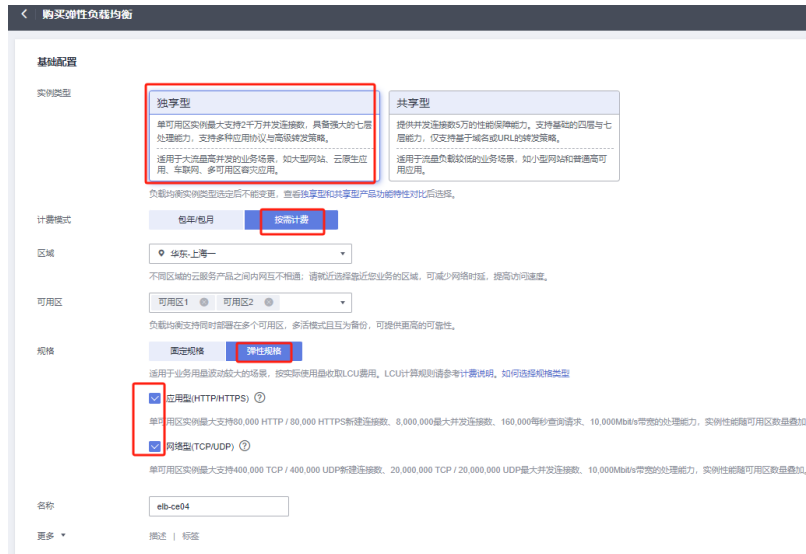 购买弹性负载均衡
基础配置
实例类型
独享型
单可用区实例最大支持2千万并发连接数，具备强大的七层
处理能力，支持多种应用协议与高级转发策略。
适用于大流量高并发的业务场景，如大型网站、云原生应
用、车联网、多可用区容灾应用。
共享型
提供并发连接数5万的性能保障能力。支持基础的四层与七
层能力，仅支持基于域名或URL的转发策略。
适用于流量负载较低的业务场景，如小型网站和普通高可
用应用。
负载均衡实例类型选定后不能变更，查看独享型和共享型产品功能特性对比后选择。
计费模式
包年/包月
按需计费
区域
华东-上海一
不同区域的云服务产品之间内网互不相通；请就近选择靠近您业务的区域，可减少网络时延，提高访问速度。
可用区
可用区1
可用区2
负载均衡支持同时部署在多个可用区，多活模式且互为备份，可提供更高的可靠性。
规格
固定规格
弹性规格
适用于业务用量波动较大的场景，按实际使用量收取LCU费用。LCU计算规则请参考计费说明。如何选择规格类型
应用型(HTTP/HTTPS)
单可用区实例最大支持80,000 HTTP / 80,000 HTTPS新建连接数、8,000,000最大并发连接数、160,000每秒查询请求、10,000Mbit/s带宽的处理能力，实例性能随可用区数量叠加
网络型(TCP/UDP)
单可用区实例最大支持400,000 TCP / 400,000 UDP新建连接数、20,000,000 TCP / 20,000,000 UDP最大并发连接数、10,000Mbit/s带宽的处理能力，实例性能随可用区数量叠加。
名称
elb-ce04
更多
描述 | 标签